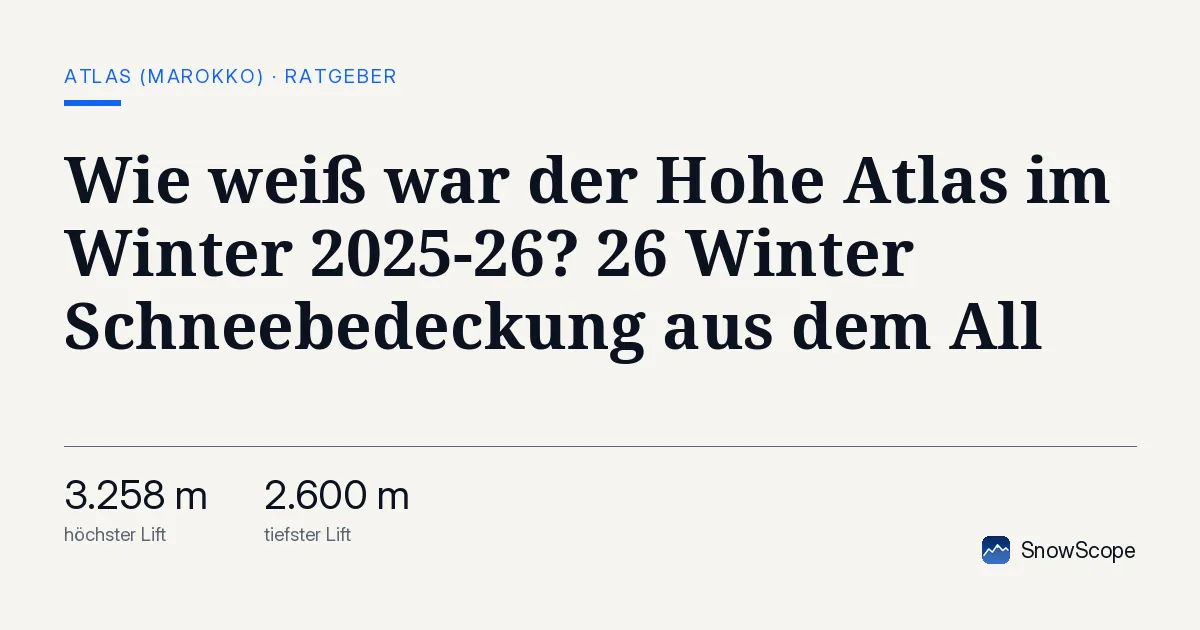 ATLAS (MAROKKO) · RATGEBER
Wie weiß war der Hohe Atlas im
Winter 2025-26? 26 Winter
Schneebedeckung aus dem All
3.258 m
höchster Lift
2.600 m
tiefster Lift
SnowScope